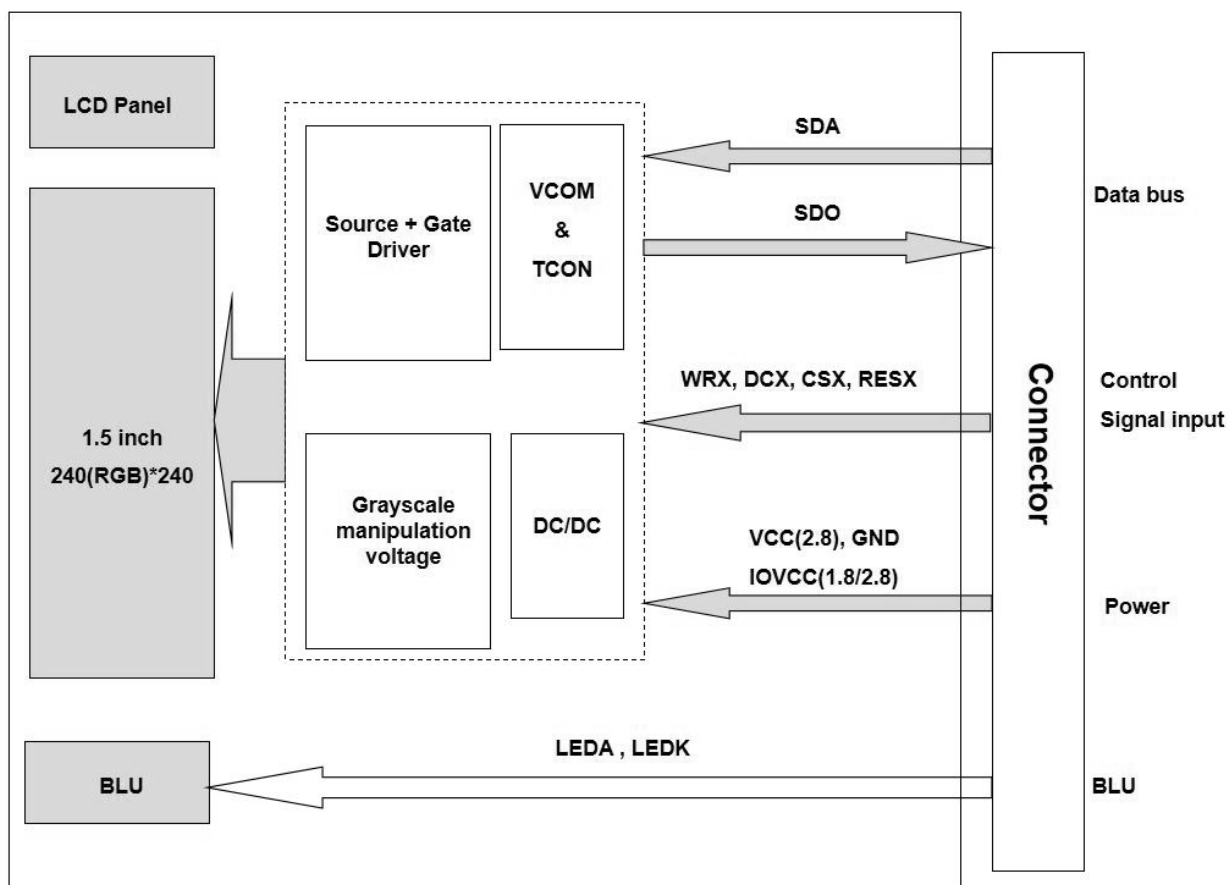 LCD Panel
1.5 inch
240(RGB)*240
BLU
Source + Gate
Driver
VCOM
&
TCON
Grayscale
manipulation
voltage
DC/DC
SDA
SDO
WRX, DCX, CSX, RESX
VCC(2.8), GND
IOVCC(1.8/2.8)
LEDA , LEDK
Connector
Data bus
Control
Signal input
Power
BLU